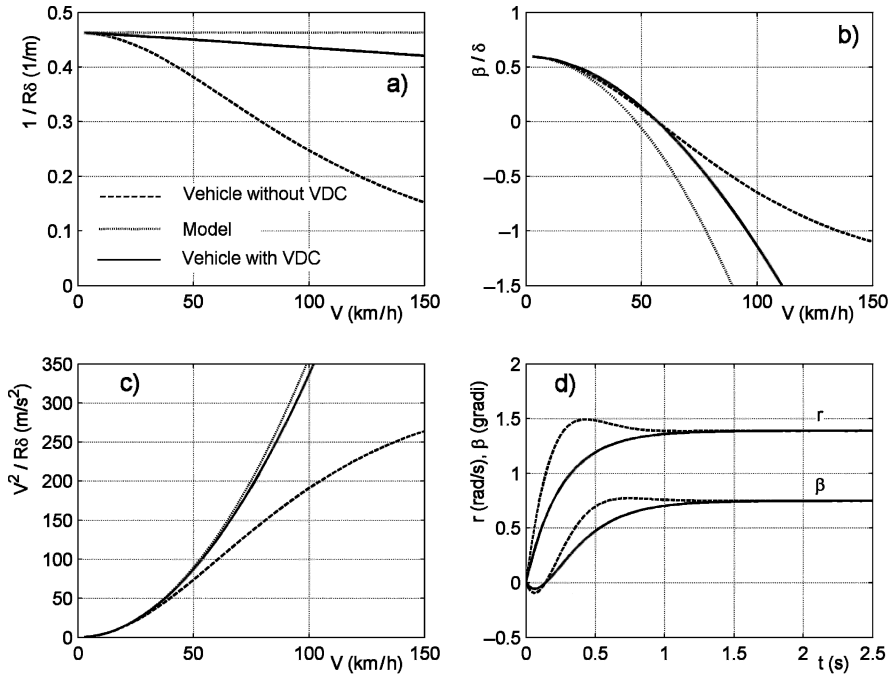 0.5
0.4
0.3
0.2
0.1
0
1 / Rδ (1/m)
a)
Vehicle without VDC
Model
Vehicle with VDC
0
50
100
150
V (km/h)
1
0.5
0
−0.5
−1
−1.5
β / δ
b)
0
50
100
150
V (km/h)
350
300
250
200
150
100
50
0
V² / Rδ (m/s²)
c)
0
50
100
150
V (km/h)
2
1.5
1
0.5
0
−0.5
r (rad/s), β (gradi)
d)
r
β
0
0.5
1
1.5
2
2.5
t (s)